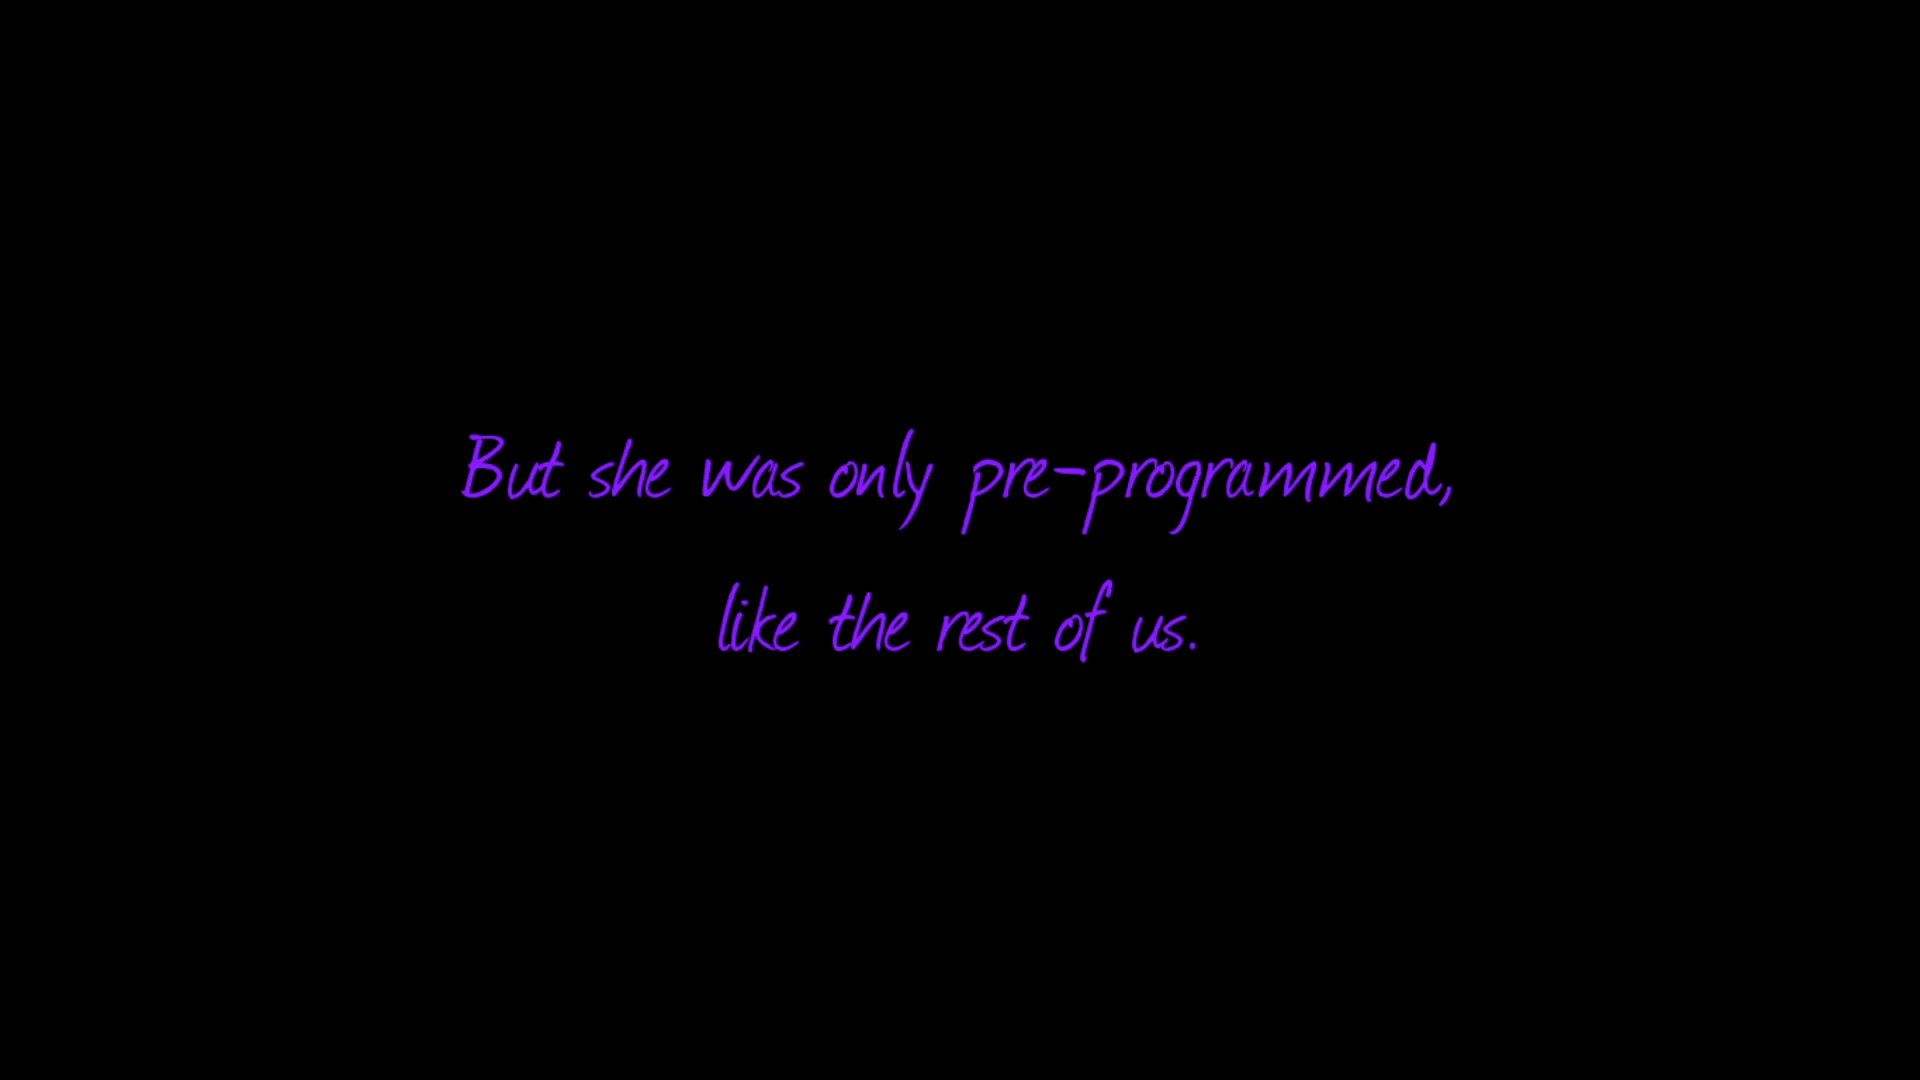 But she was only pre-programmed,
like the rest of us.